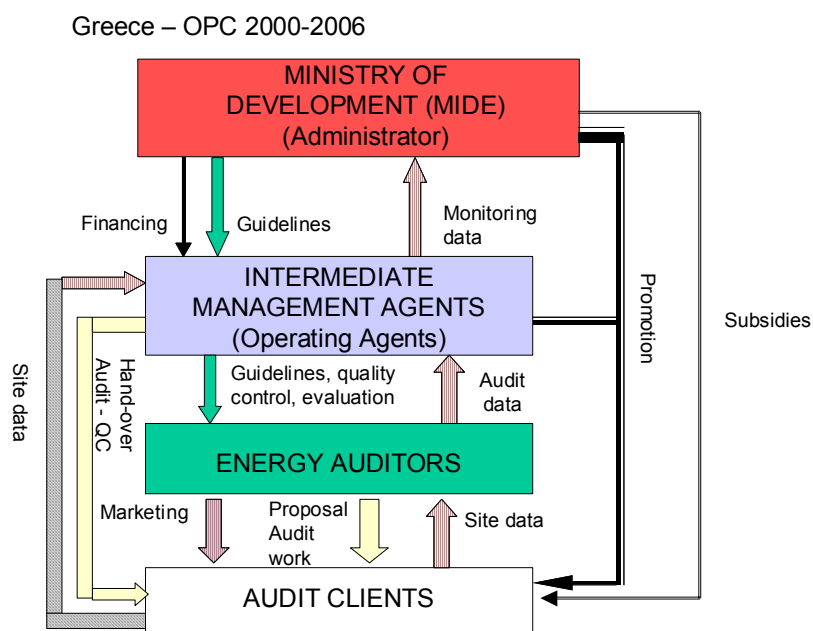 Greece – OPC 2000-2006
MINISTRY OF
DEVELOPMENT (MIDE)
(Administrator)
Financing
Guidelines
Monitoring
data
INTERMEDIATE
MANAGEMENT AGENTS
(Operating Agents)
Promotion
Subsidies
Site data
Hand-over
Audit - QC
Guidelines, quality
control, evaluation
Audit
data
ENERGY AUDITORS
Marketing
Proposal
Audit
work
Site data
AUDIT CLIENTS